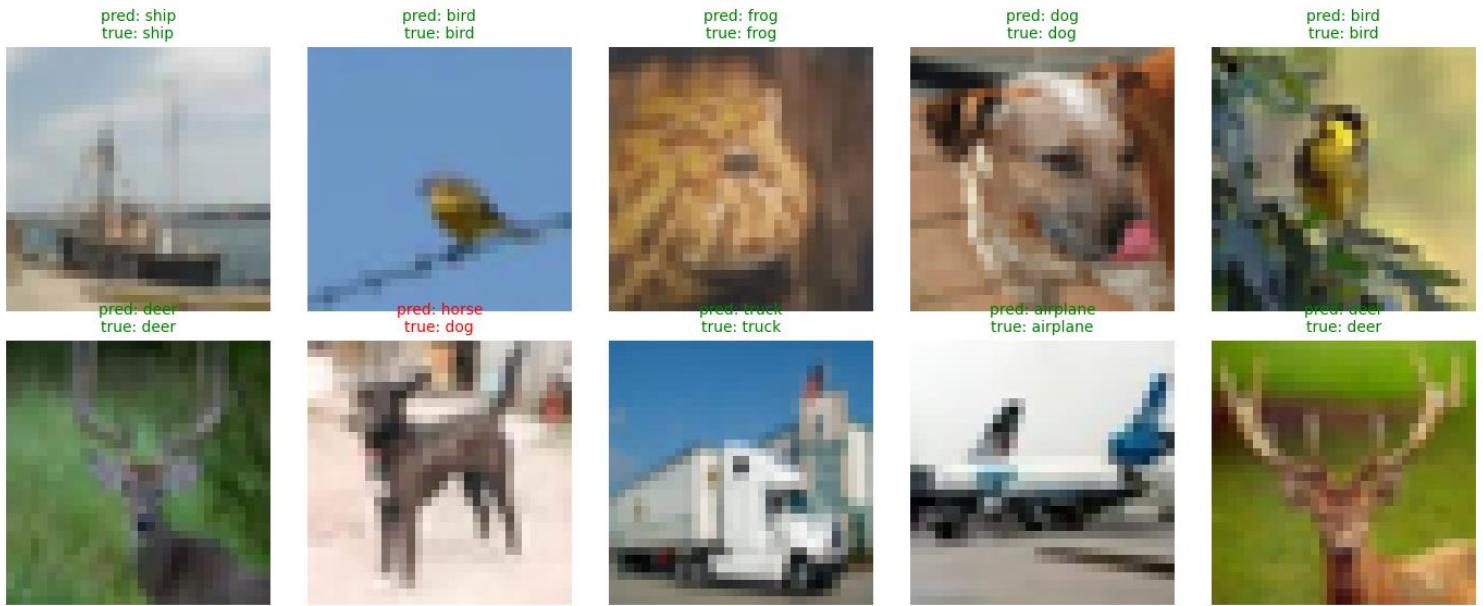 pred: ship
true: ship
pred: bird
true: bird
pred: frog
true: frog
pred: dog
true: dog
pred: bird
true: bird
pred: deer
true: deer
pred: horse
true: dog
pred: truck
true: truck
pred: airplane
true: airplane
pred: deer
true: deer